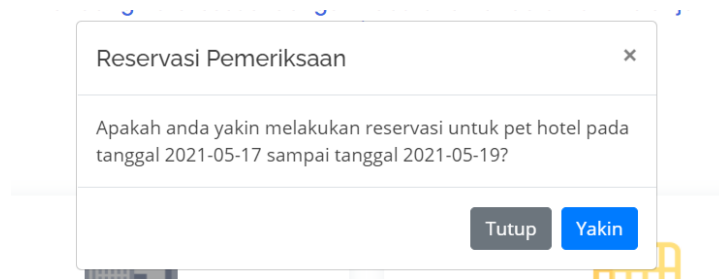 Reservasi Pemeriksaan
×
Apakah anda yakin melakukan reservasi untuk pet hotel pada
tanggal 2021-05-17 sampai tanggal 2021-05-19?
Tutup Yakin